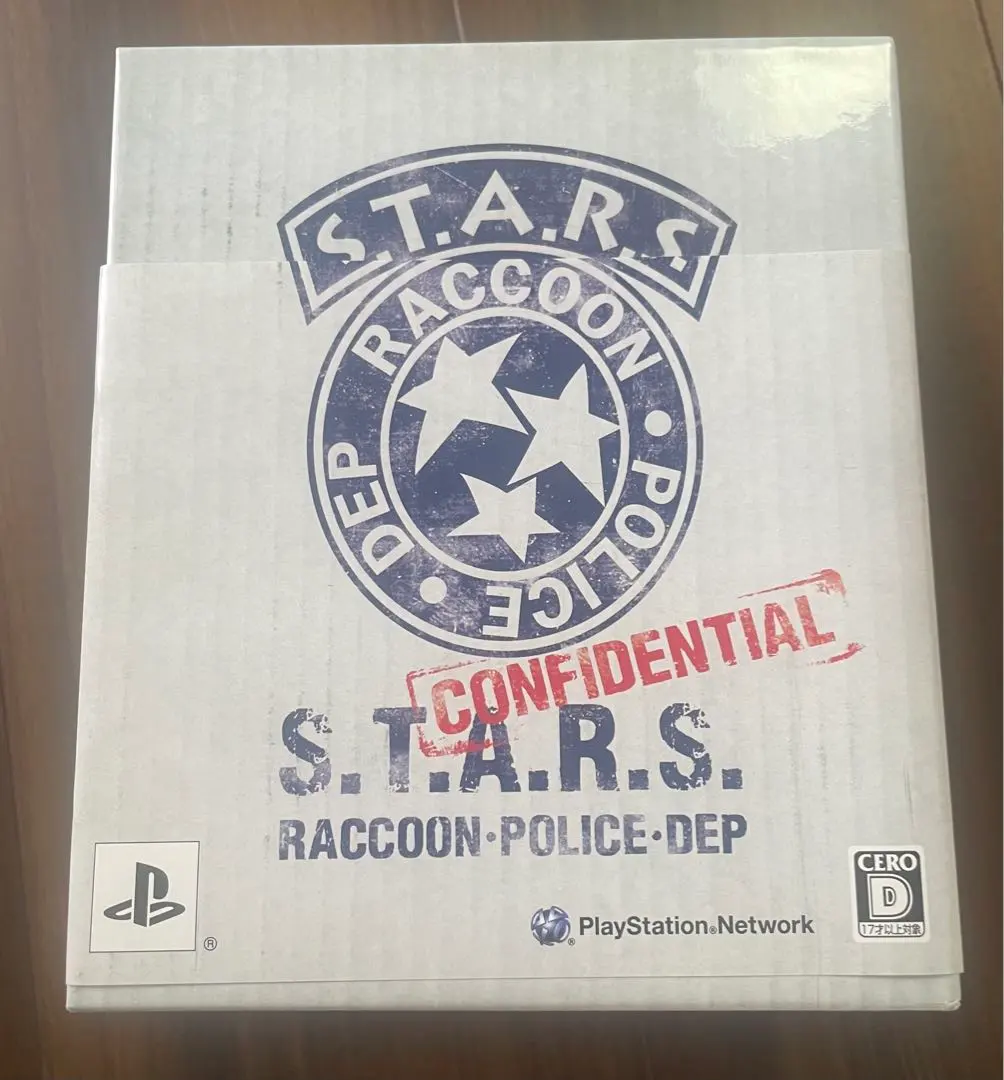 S.T.A.R.S.
RACCOON • POLICE • DEP
CONFIDENTIAL
S.T.A.R.S.
RACCOON・POLICE・DEP
®
PlayStation®Network
®
CERO
D
17才以上対象